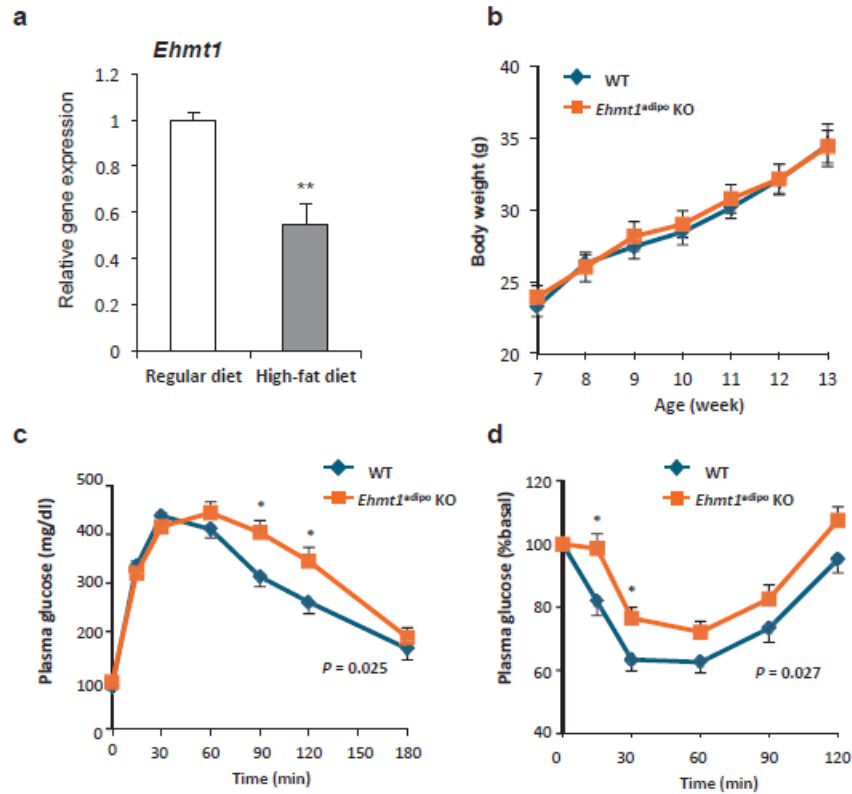 a
Ehmt1
Relative gene expression
1.2
1
0.8
0.6
0.4
0.2
0
**
Regular diet High-fat diet
b
WT
Ehmt1adipo KO
Body weight (g)
40
35
30
25
20
7 8 9 10 11 12 13
Age (week)
c
WT
Ehmt1adipo KO
Plasma glucose (mg/dl)
500
400
300
200
100
0
* *
P = 0.025
0 30 60 90 120 180
Time (min)
d
WT
Ehmt1adipo KO
Plasma glucose (%basal)
120
100
80
60
40
*
*
P = 0.027
0 30 60 90 120
Time (min)